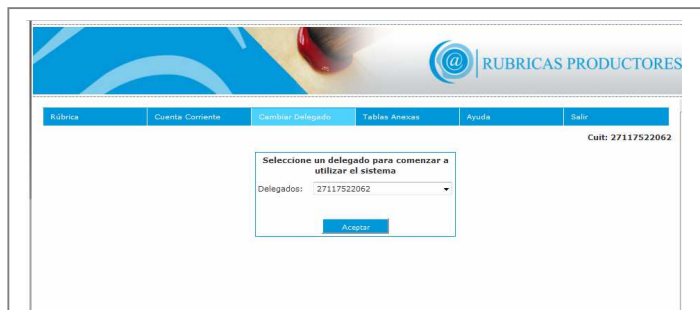 @ RUBRICAS PRODUCTORES
Rúbrica Cuenta Corriente Cambiar Delegado Tablas Anexas Ayuda Salir
Cuit: 27117522062
Seleccione un delegado para comenzar a
utilizar el sistema
Delegados: 27117522062
Aceptar